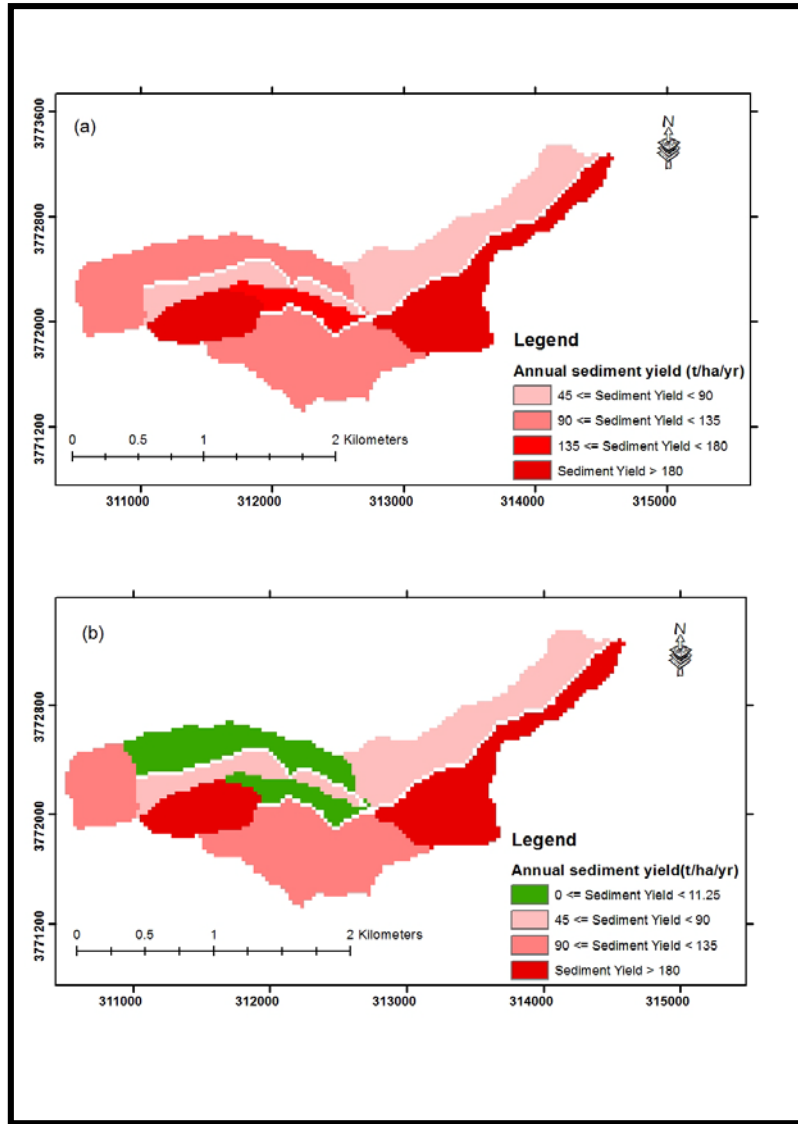 (a)
N
3773600
3772800
3772000
3771200
Legend
Annual sediment yield (t/ha/yr)
45 <= Sediment Yield < 90
90 <= Sediment Yield < 135
135 <= Sediment Yield < 180
Sediment Yield > 180
0 0.5 1 2 Kilometers
311000 312000 313000 314000 315000
(b)
N
3772800
3772000
3771200
Legend
Annual sediment yield(t/ha/yr)
0 <= Sediment Yield < 11.25
45 <= Sediment Yield < 90
90 <= Sediment Yield < 135
Sediment Yield > 180
0 0.5 1 2 Kilometers
311000 312000 313000 314000 315000